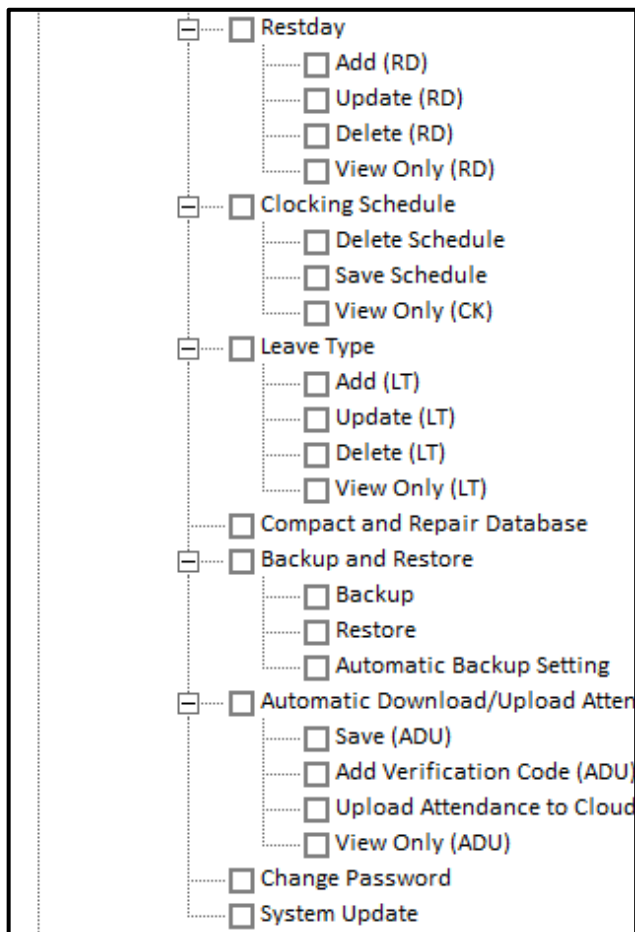 Restday
Add (RD)
Update (RD)
Delete (RD)
View Only (RD)
Clocking Schedule
Delete Schedule
Save Schedule
View Only (CK)
Leave Type
Add (LT)
Update (LT)
Delete (LT)
View Only (LT)
Compact and Repair Database
Backup and Restore
Backup
Restore
Automatic Backup Setting
Automatic Download/Upload Atten
Save (ADU)
Add Verification Code (ADU)
Upload Attendance to Cloud
View Only (ADU)
Change Password
System Update